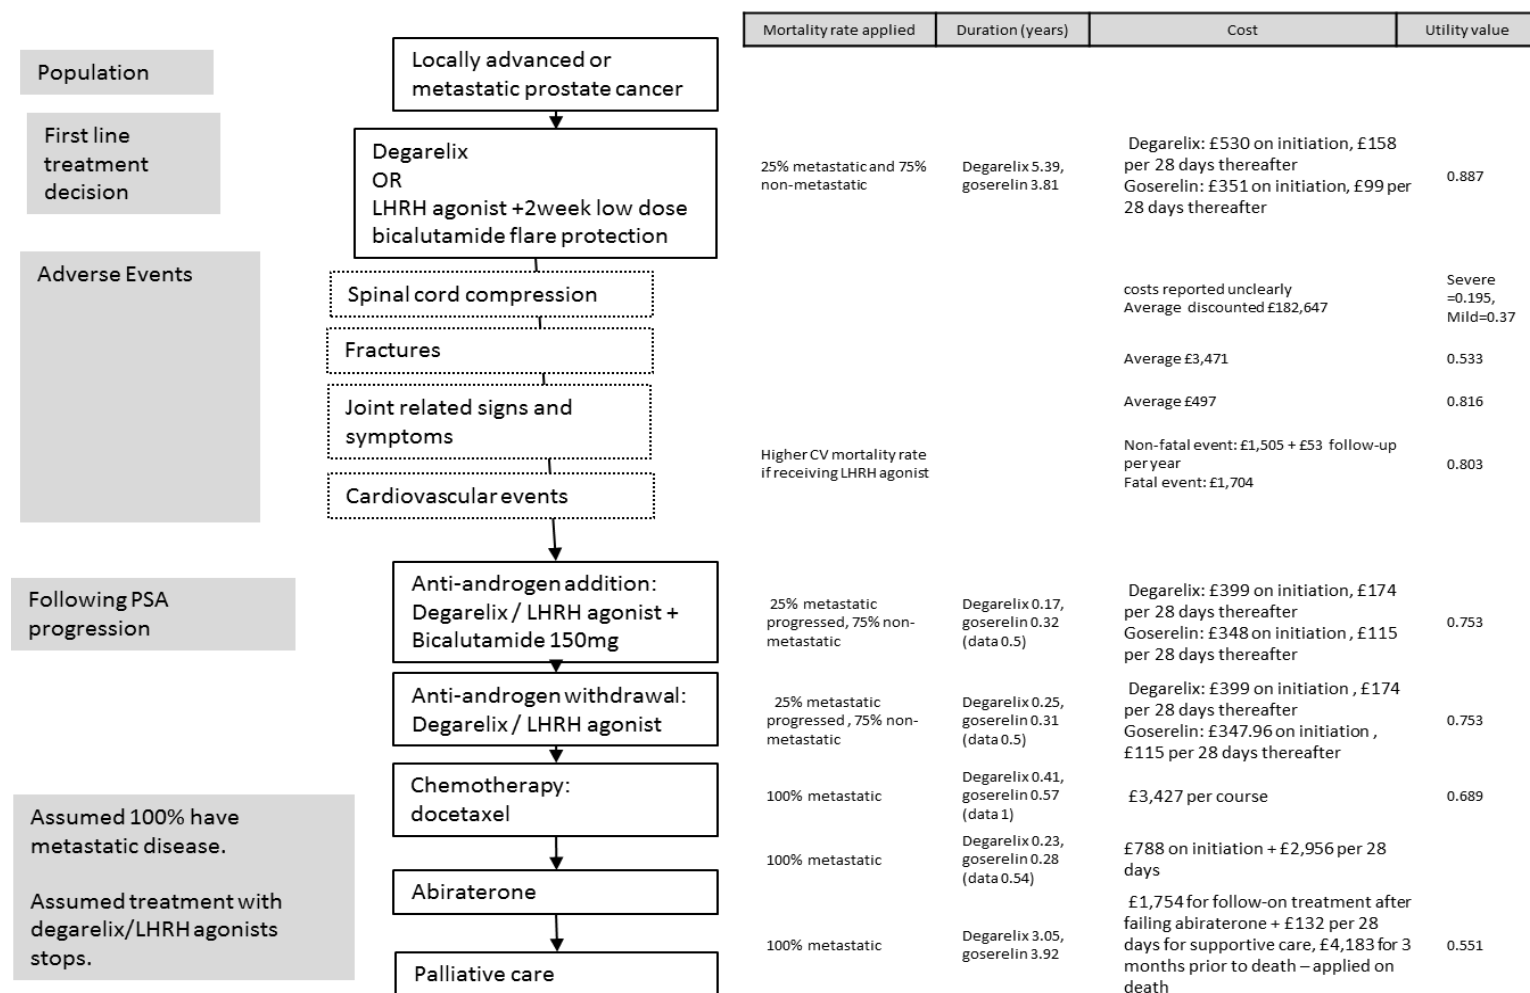 Mortality rate applied
Duration (years)
Cost
Utility value
Population
Locally advanced or
metastatic prostate cancer
First line
treatment
decision
Degarelix
OR
LHRH agonist +2week low dose
bicalutamide flare protection
25% metastatic and 75%
non-metastatic
Degarelix 5.39,
goserelin 3.81
Degarelix: £530 on initiation, £158
per 28 days thereafter
Goserelin: £351 on initiation, £99 per
28 days thereafter
0.887
Adverse Events
Spinal cord compression
costs reported unclearly
Average discounted £182,647
Severe
=0.195,
Mild=0.37
Fractures
Average £3,471
0.533
Joint related signs and
symptoms
Average £497
0.816
Cardiovascular events
Higher CV mortality rate
if receiving LHRH agonist
Non-fatal event: £1,505 + £53 follow-up
per year
Fatal event: £1,704
0.803
Following PSA
progression
Anti-androgen addition:
Degarelix / LHRH agonist +
Bicalutamide 150mg
25% metastatic
progressed, 75% non-
metastatic
Degarelix 0.17,
goserelin 0.32
(data 0.5)
Degarelix: £399 on initiation, £174
per 28 days thereafter
Goserelin: £348 on initiation , £115
per 28 days thereafter
0.753
Anti-androgen withdrawal:
Degarelix / LHRH agonist
25% metastatic
progressed , 75% non-
metastatic
Degarelix 0.25,
goserelin 0.31
(data 0.5)
Degarelix: £399 on initiation , £174
per 28 days thereafter
Goserelin: £347.96 on initiation ,
£115 per 28 days thereafter
0.753
Assumed 100% have
metastatic disease.
Assumed treatment with
degarelix/LHRH agonists
stops.
Chemotherapy:
docetaxel
100% metastatic
Degarelix 0.41,
goserelin 0.57
(data 1)
£3,427 per course
0.689
Abiraterone
100% metastatic
Degarelix 0.23,
goserelin 0.28
(data 0.54)
£788 on initiation + £2,956 per 28
days
Palliative care
100% metastatic
Degarelix 3.05,
goserelin 3.92
£1,754 for follow-on treatment after
failing abiraterone + £132 per 28
days for supportive care, £4,183 for 3
months prior to death – applied on
death
0.551